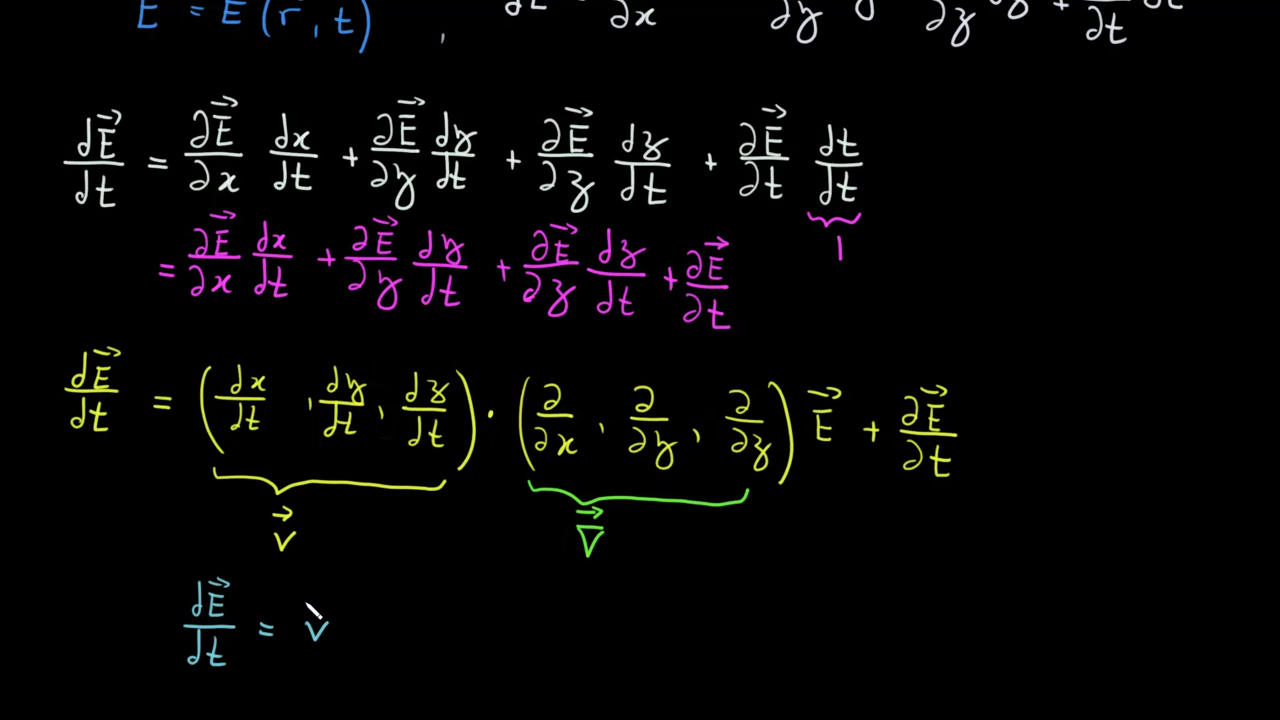 E = E(r, t) , ∂x ∂y ∂z + ∂t
dE⃗/dt = ∂E⃗/∂x dx/dt + ∂E⃗/∂y dy/dt + ∂E⃗/∂z dz/dt + ∂E⃗/∂t dt/dt
1
= ∂E⃗/∂x dx/dt + ∂E⃗/∂y dy/dt + ∂E⃗/∂z dz/dt + ∂E⃗/∂t
dE⃗/dt = (dx/dt, dy/dt, dz/dt) · (∂/∂x, ∂/∂y, ∂/∂z) E⃗ + ∂E⃗/∂t
v⃗ ∇⃗
dE⃗/dt = v